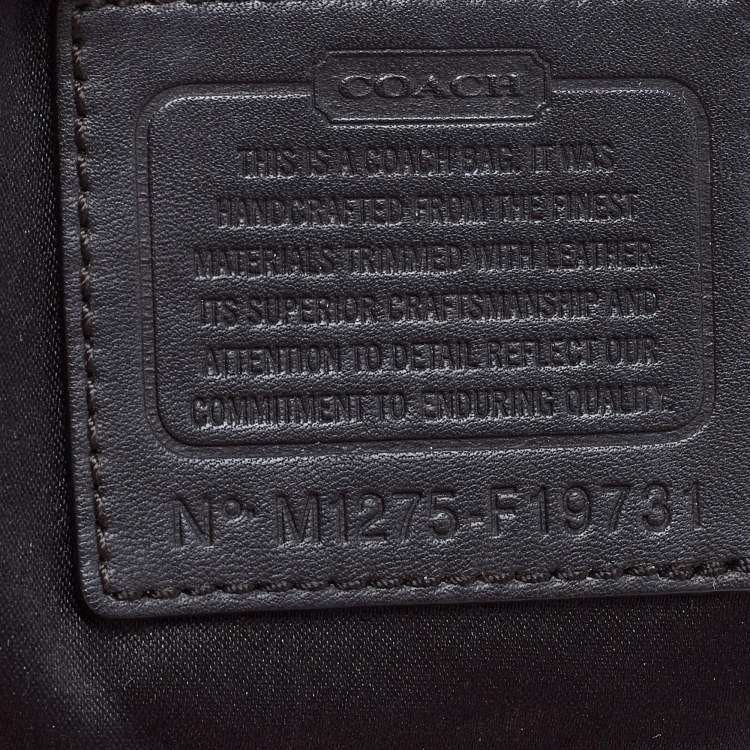 COACH
THIS IS A COACH BAG. IT WAS
HANDCRAFTED FROM THE FINEST
MATERIALS TRIMMED WITH LEATHER.
ITS SUPERIOR CRAFTSMANSHIP AND
ATTENTION TO DETAIL REFLECT OUR
COMMITMENT TO ENDURING QUALITY.
Nº· M1275-F19731